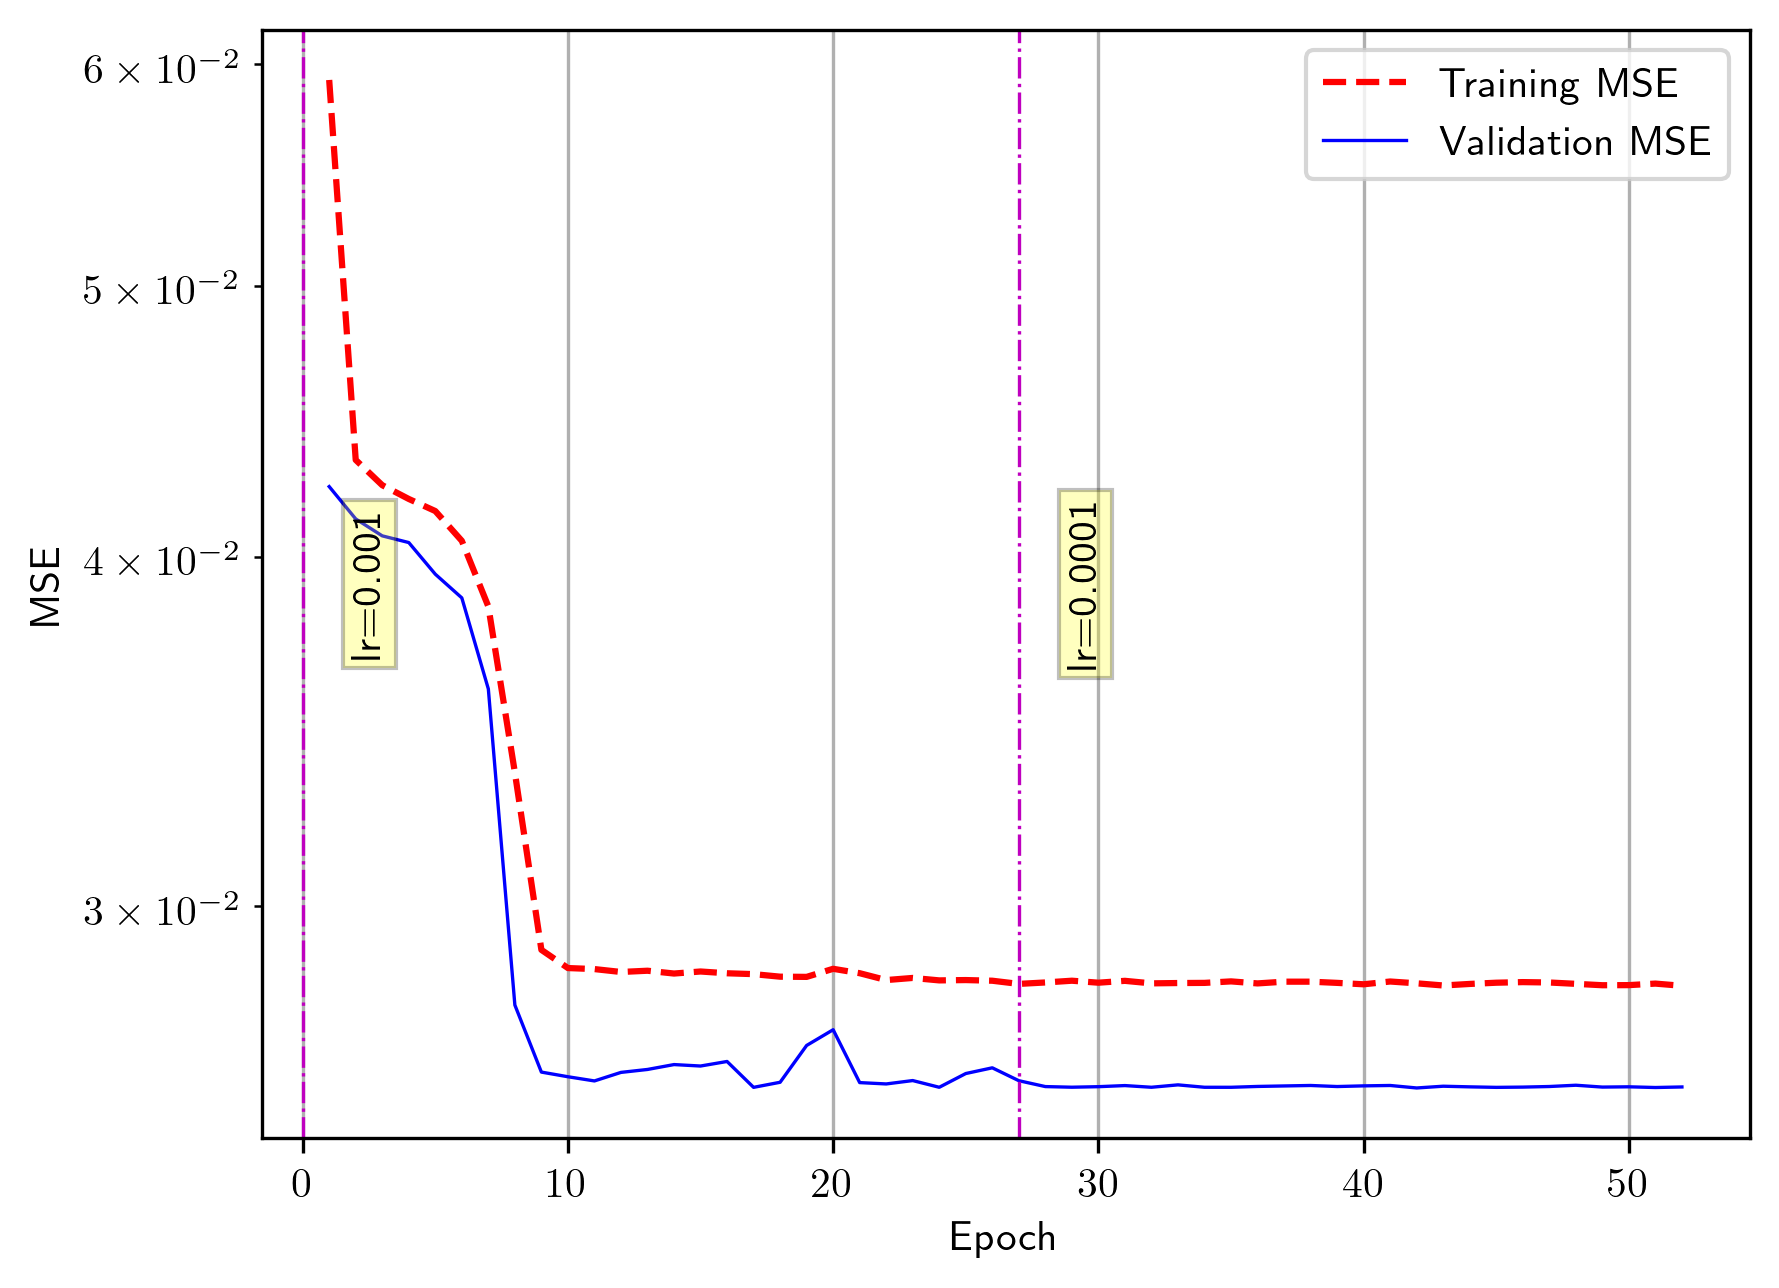 6 × 10⁻²
5 × 10⁻²
4 × 10⁻²
3 × 10⁻²
MSE
Training MSE
Validation MSE
lr=0.001
lr=0.0001
0 10 20 30 40 50
Epoch